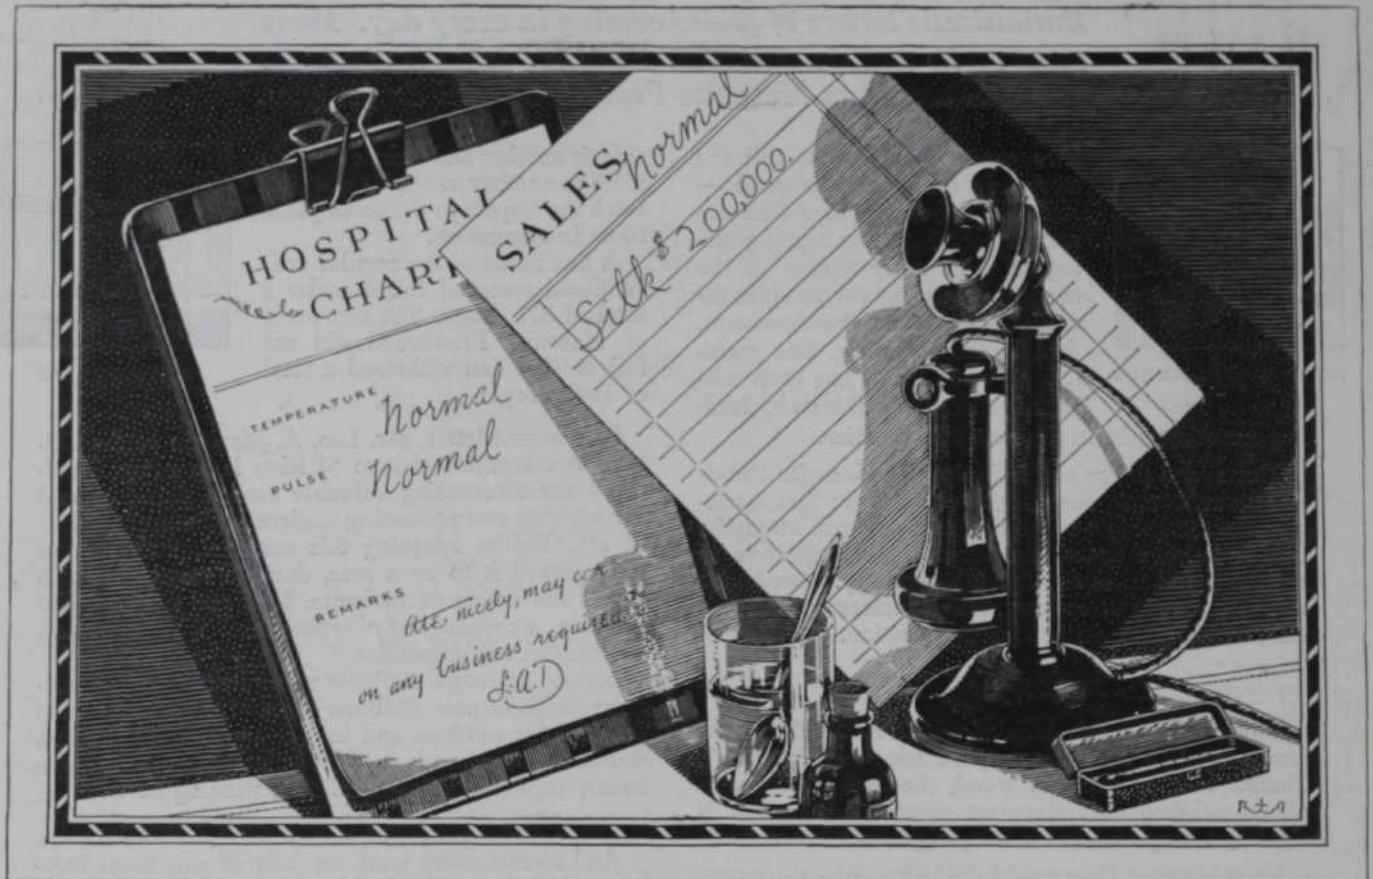 HOSPITAL
CHART
TEMPERATURE Normal
PULSE Normal
REMARKS
Ate nicely, may
on any business required.
L.A.D
SALES normal
Silk $200,000.
R+A